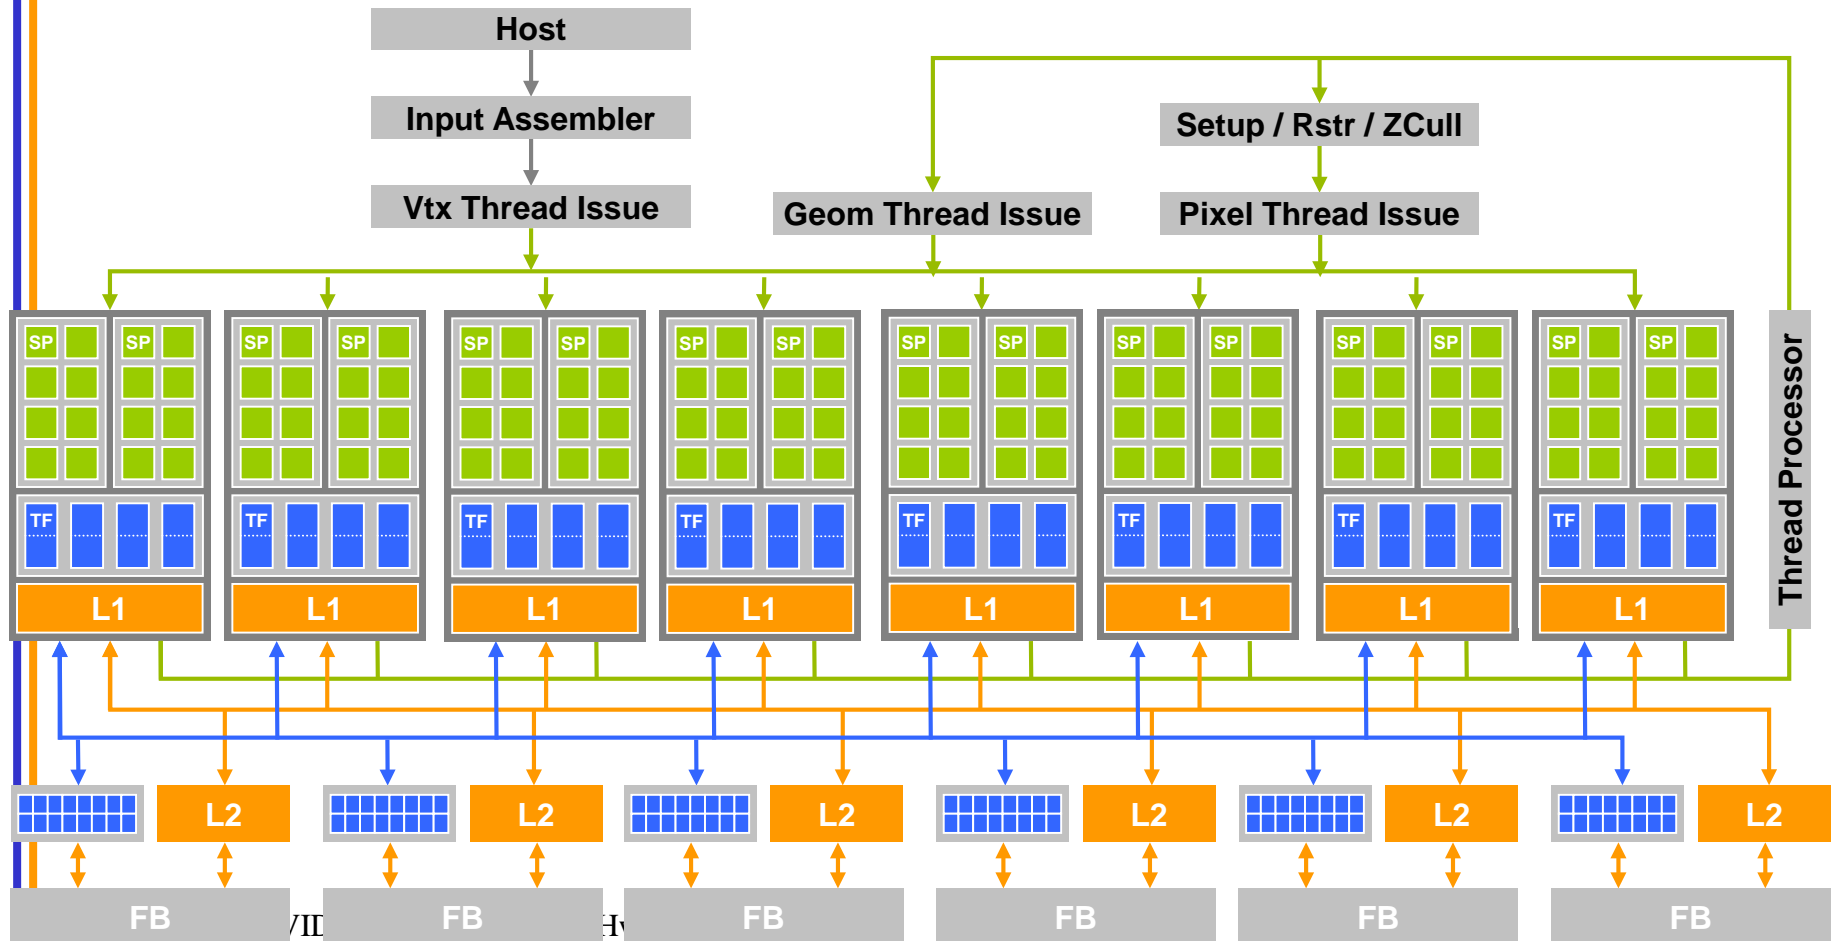 Host
Input Assembler
Setup / Rstr / ZCull
Vtx Thread Issue
Geom Thread Issue
Pixel Thread Issue
SP SP SP SP SP SP SP SP SP SP SP SP SP SP SP SP
Thread Processor
TF TF TF TF TF TF TF TF
L1 L1 L1 L1 L1 L1 L1 L1
L2 L2 L2 L2 L2 L2
FB FB FB FB FB FB